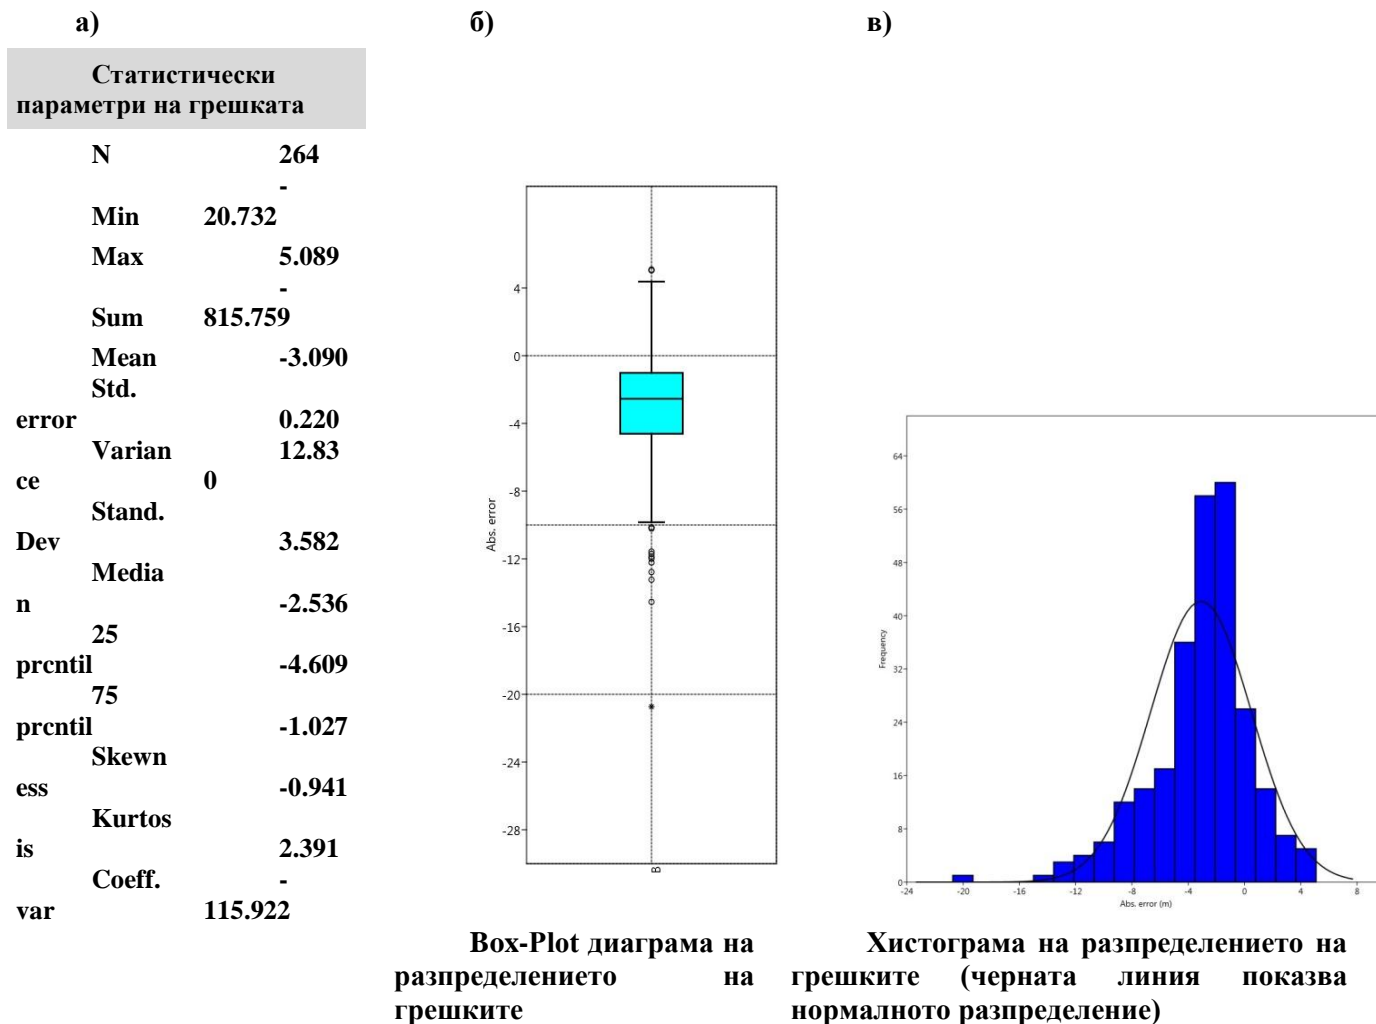 а)
б)
в)
Статистически
параметри на грешката
N 264
-
Min 20.732
Max 5.089
-
Sum 815.759
Mean -3.090
Std.
error 0.220
Varian 12.83
ce 0
Stand.
Dev 3.582
Media
n -2.536
25
prcntil -4.609
75
prcntil -1.027
Skewn
ess -0.941
Kurtos
is 2.391
Coeff. -
var 115.922
4
0
-4
-8
-12
-16
-20
-24
-28
Abs. error
B
Box-Plot диаграма на
разпределението на
грешките
64
56
48
40
32
24
16
8
0
Frequency
-24 -20 -16 -12 -8 -4 0 4 8
Abs. error (m)
Хистограма на разпределението на
грешките (черната линия показва
нормалното разпределение)